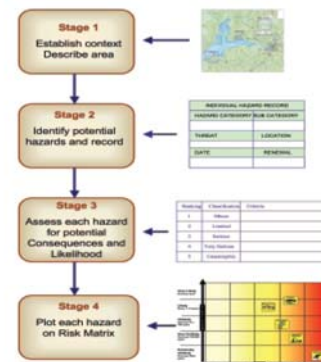 Stage 1
Establish context
Describe area
Stage 2
Identify potential
hazards and record
INDIVIDUAL HAZARD RECORD
HAZARD CATEGORY SUB CATEGORY
THREAT LOCATION
DATE RENEWAL
Stage 3
Assess each hazard
for potential
Consequences and
Likelihood
Ranking Classification Criteria
1 Minor
2 Limited
3 Serious
4 Very Serious
5 Catastrophic
Stage 4
Plot each hazard
on Risk Matrix